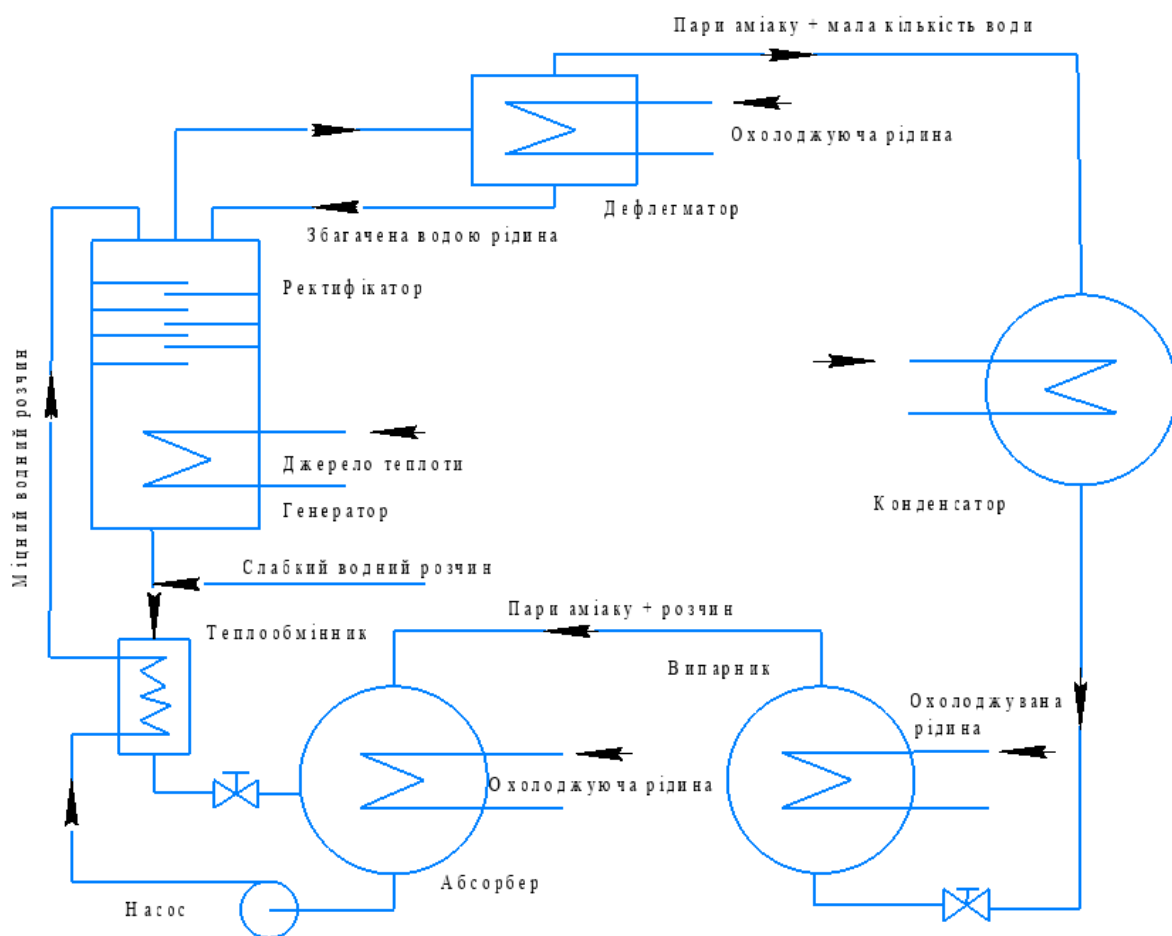 Пари аміаку + мала кількість води
Охолоджуюча рідина
Дефлегматор
Збагачена водою рідина
Ректифікатор
Міцний водний розчин
Джерело теплоти
Генератор
Конденсатор
Слабкий водний розчин
Пари аміаку + розчин
Теплообмінник
Випарник
Охолоджувана
рідина
Охолоджуюча рідина
Абсорбер
Насос